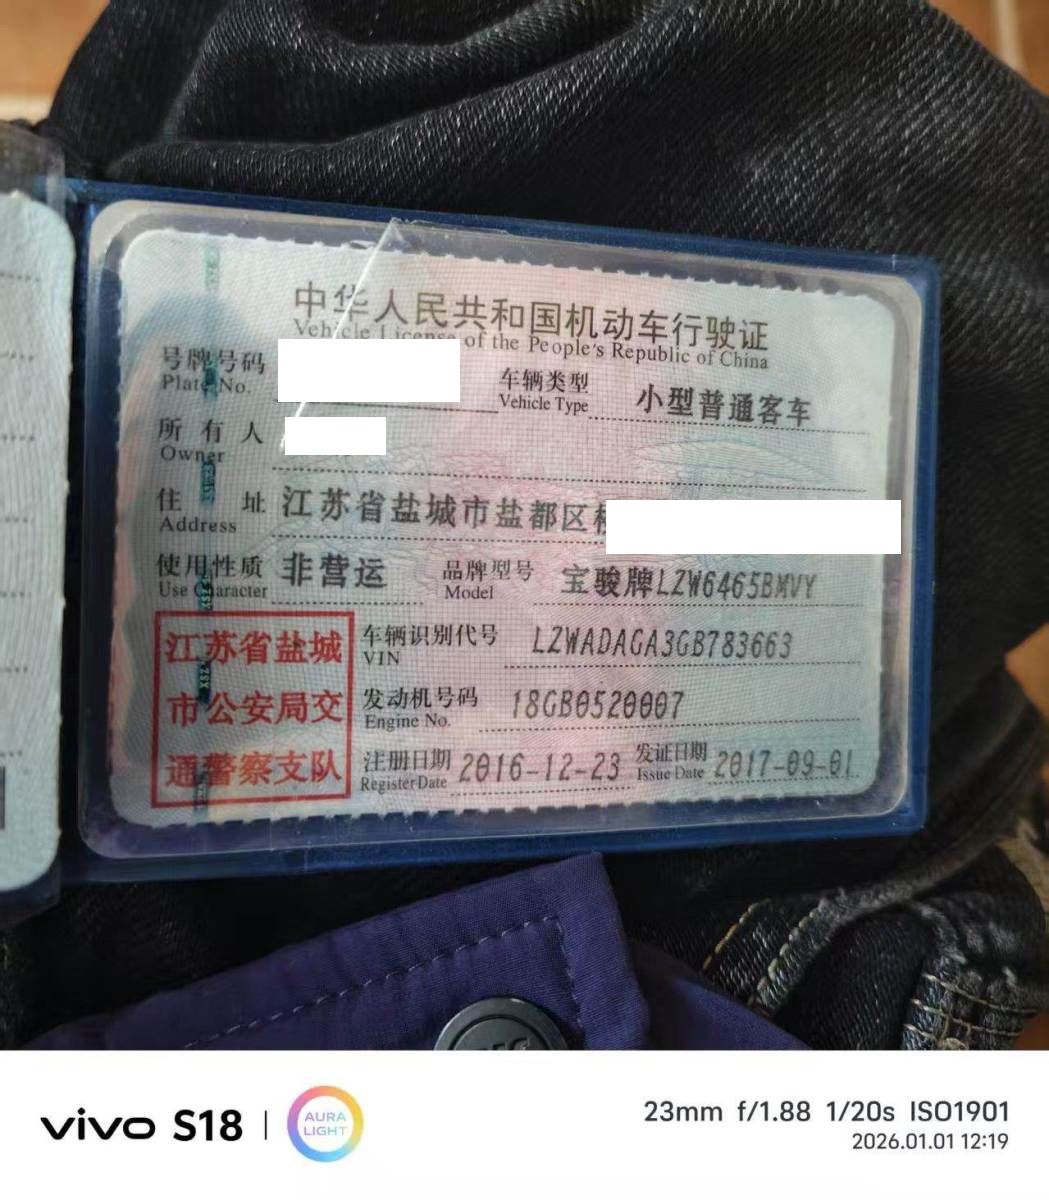 中华人民共和国机动车行驶证
Vehicle License of the People's Republic of China
号牌号码
Plate No.
车辆类型 小型普通客车
Vehicle Type
所有人
Owner
住址 江苏省盐城市盐都区
Address
使用性质 非营运
Use Character
品牌型号 宝骏牌LZW6465BMVY
Model
江苏省盐城
市公安局交
通警察支队
车辆识别代号 LZWADAGA3GB783663
VIN
发动机号码 18GB0520007
Engine No.
注册日期 2016-12-23
Register Date
发证日期 2017-09-01
Issue Date
vivo S18 | AURA LIGHT
23mm f/1.88 1/20s ISO1901
2026.01.01 12:19